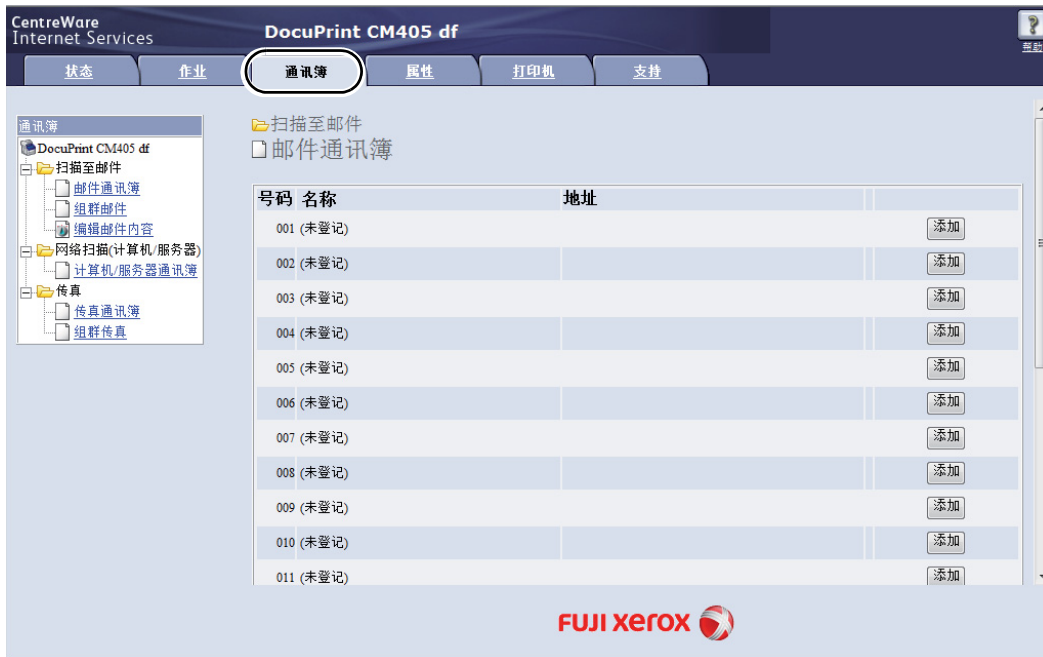 CentreWare
Internet Services
DocuPrint CM405 df
帮助
状态 作业 通讯簿 属性 打印机 支持
通讯簿
DocuPrint CM405 df
扫描至邮件
邮件通讯簿
组群邮件
编辑邮件内容
网络扫描(计算机/服务器)
计算机/服务器通讯簿
传真
传真通讯簿
组群传真
扫描至邮件
邮件通讯簿
号码 名称 地址
001 (未登记) 添加
002 (未登记) 添加
003 (未登记) 添加
004 (未登记) 添加
005 (未登记) 添加
006 (未登记) 添加
007 (未登记) 添加
008 (未登记) 添加
009 (未登记) 添加
010 (未登记) 添加
011 (未登记) 添加
FUJI xerox